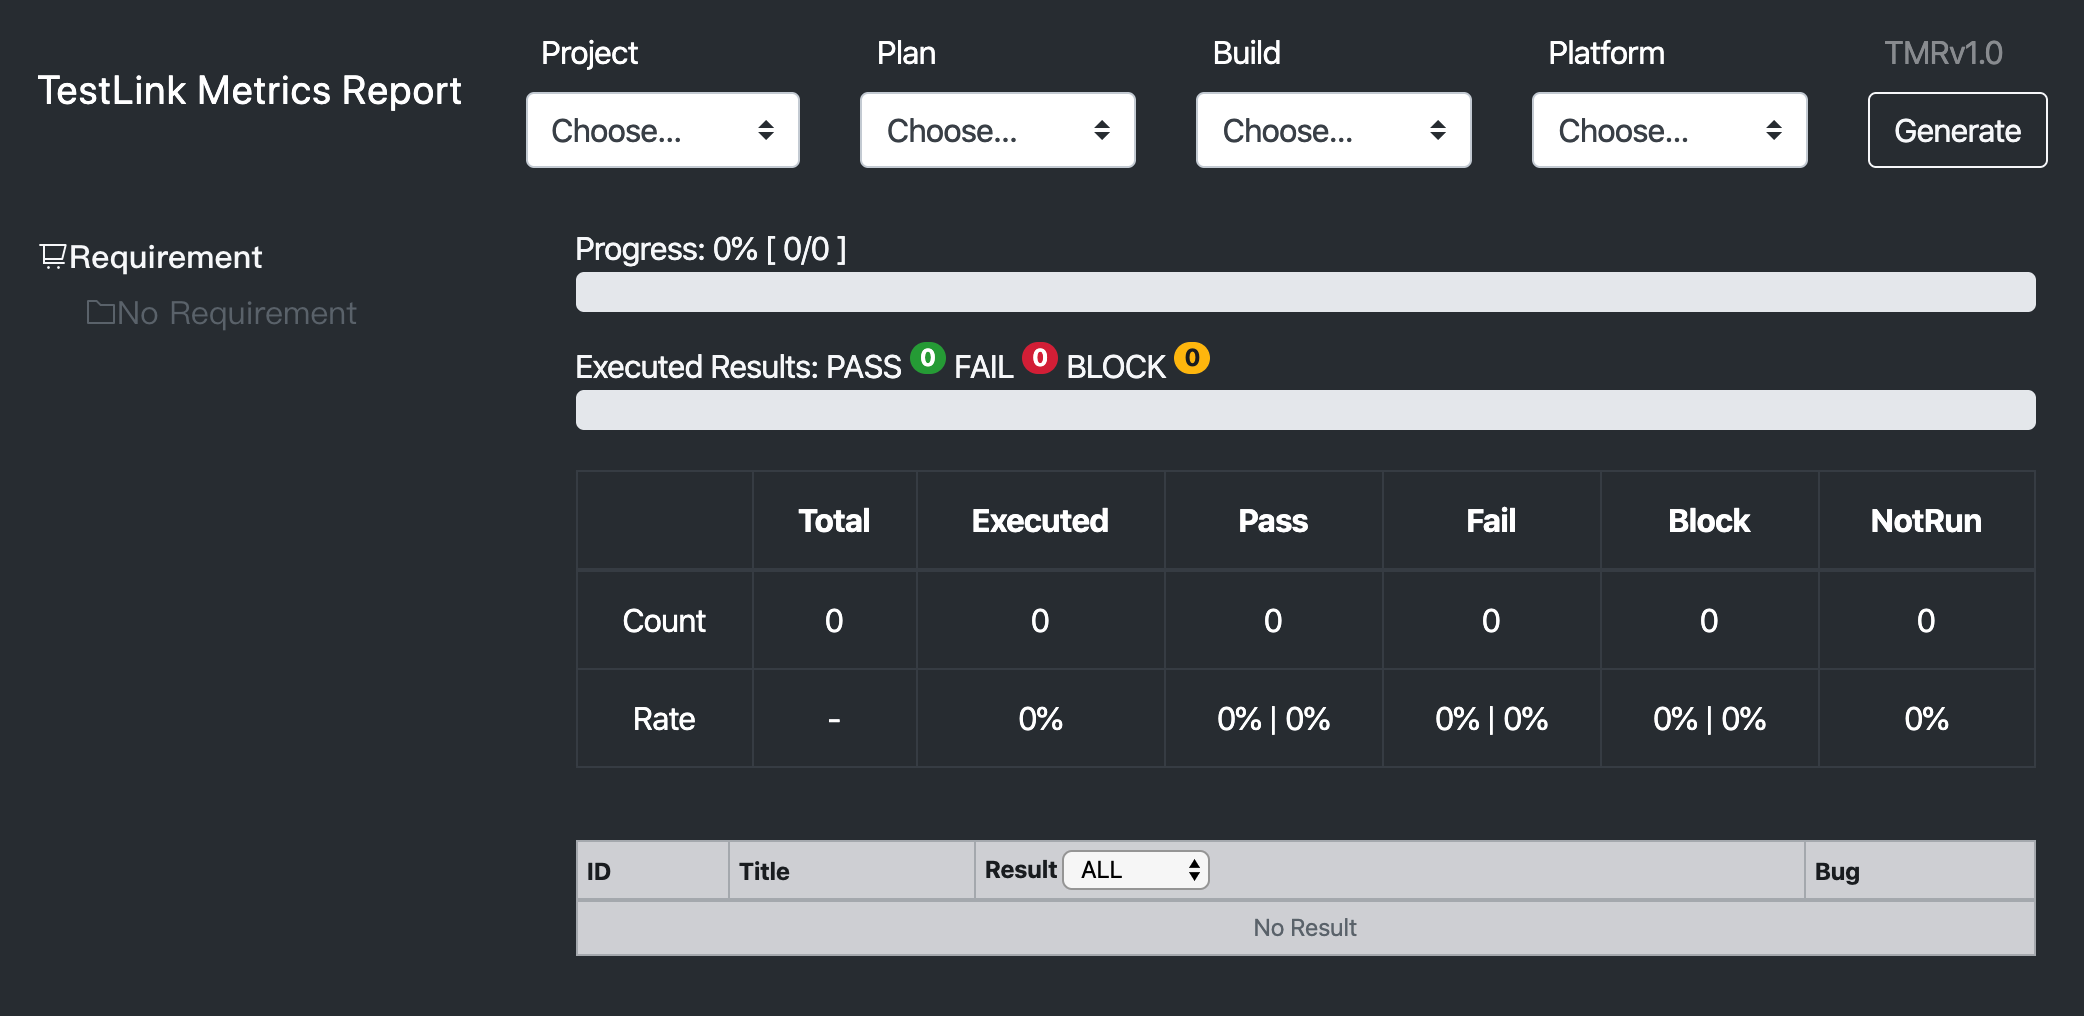 TestLink Metrics Report
Project Plan Build Platform TMRv1.0
Choose... Choose... Choose... Choose... Generate
Requirement
No Requirement
Progress: 0% [ 0/0 ]
Executed Results: PASS 0 FAIL 0 BLOCK 0
Total Executed Pass Fail Block NotRun
Count 0 0 0 0 0 0
Rate - 0% 0% | 0% 0% | 0% 0% | 0% 0%
ID Title Result ALL Bug
No Result